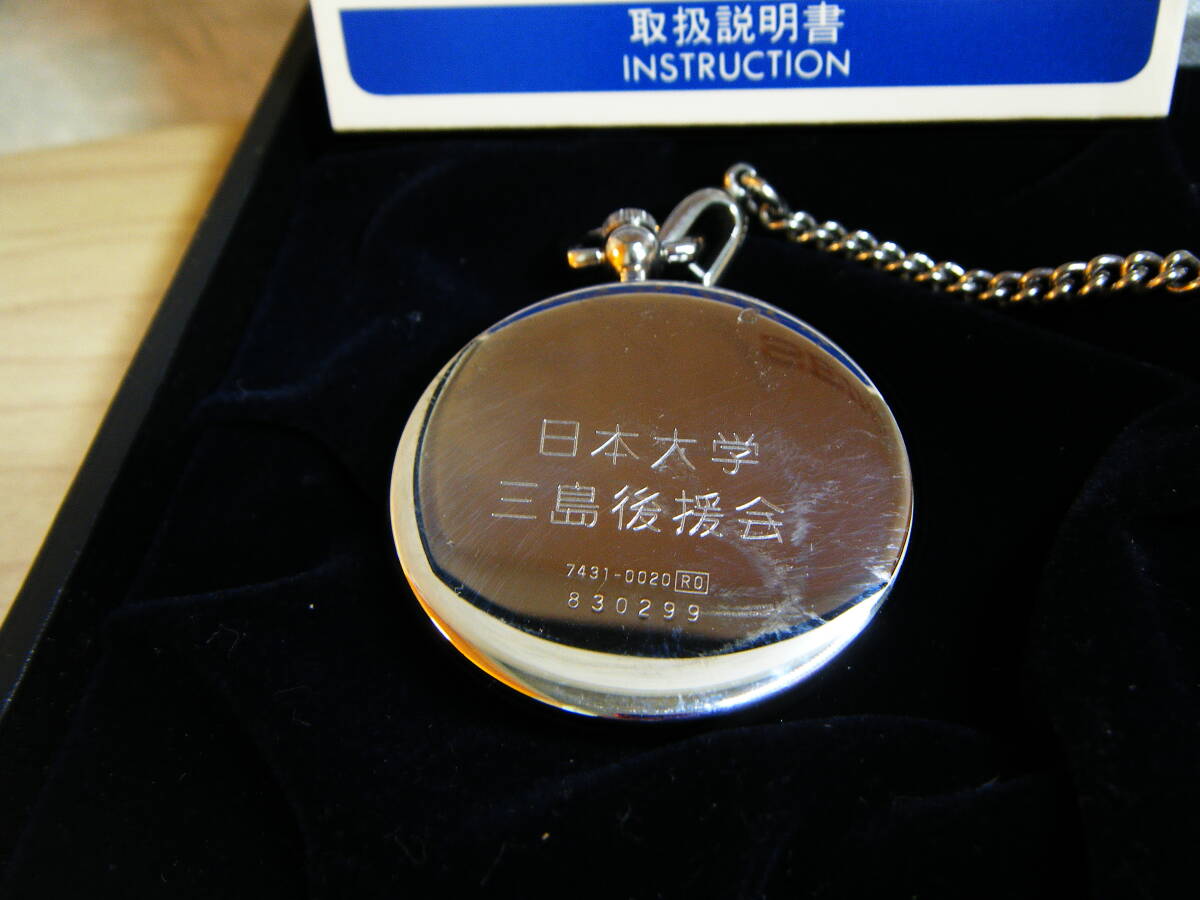 取扱説明書
INSTRUCTION
日本大学
三島後援会
7431-0020 R0
830299